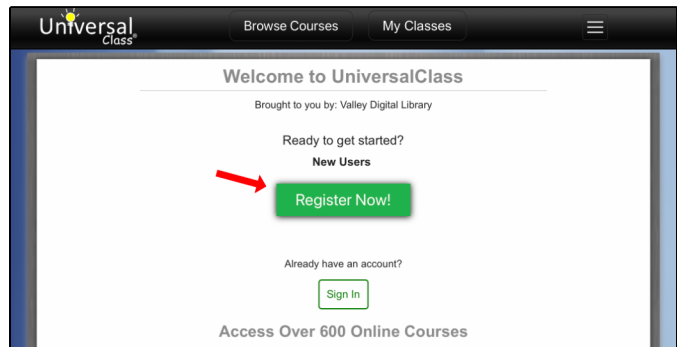 Universal
Class®
Browse Courses
My Classes
Welcome to UniversalClass
Brought to you by: Valley Digital Library
Ready to get started?
New Users
Register Now!
Already have an account?
Sign In
Access Over 600 Online Courses